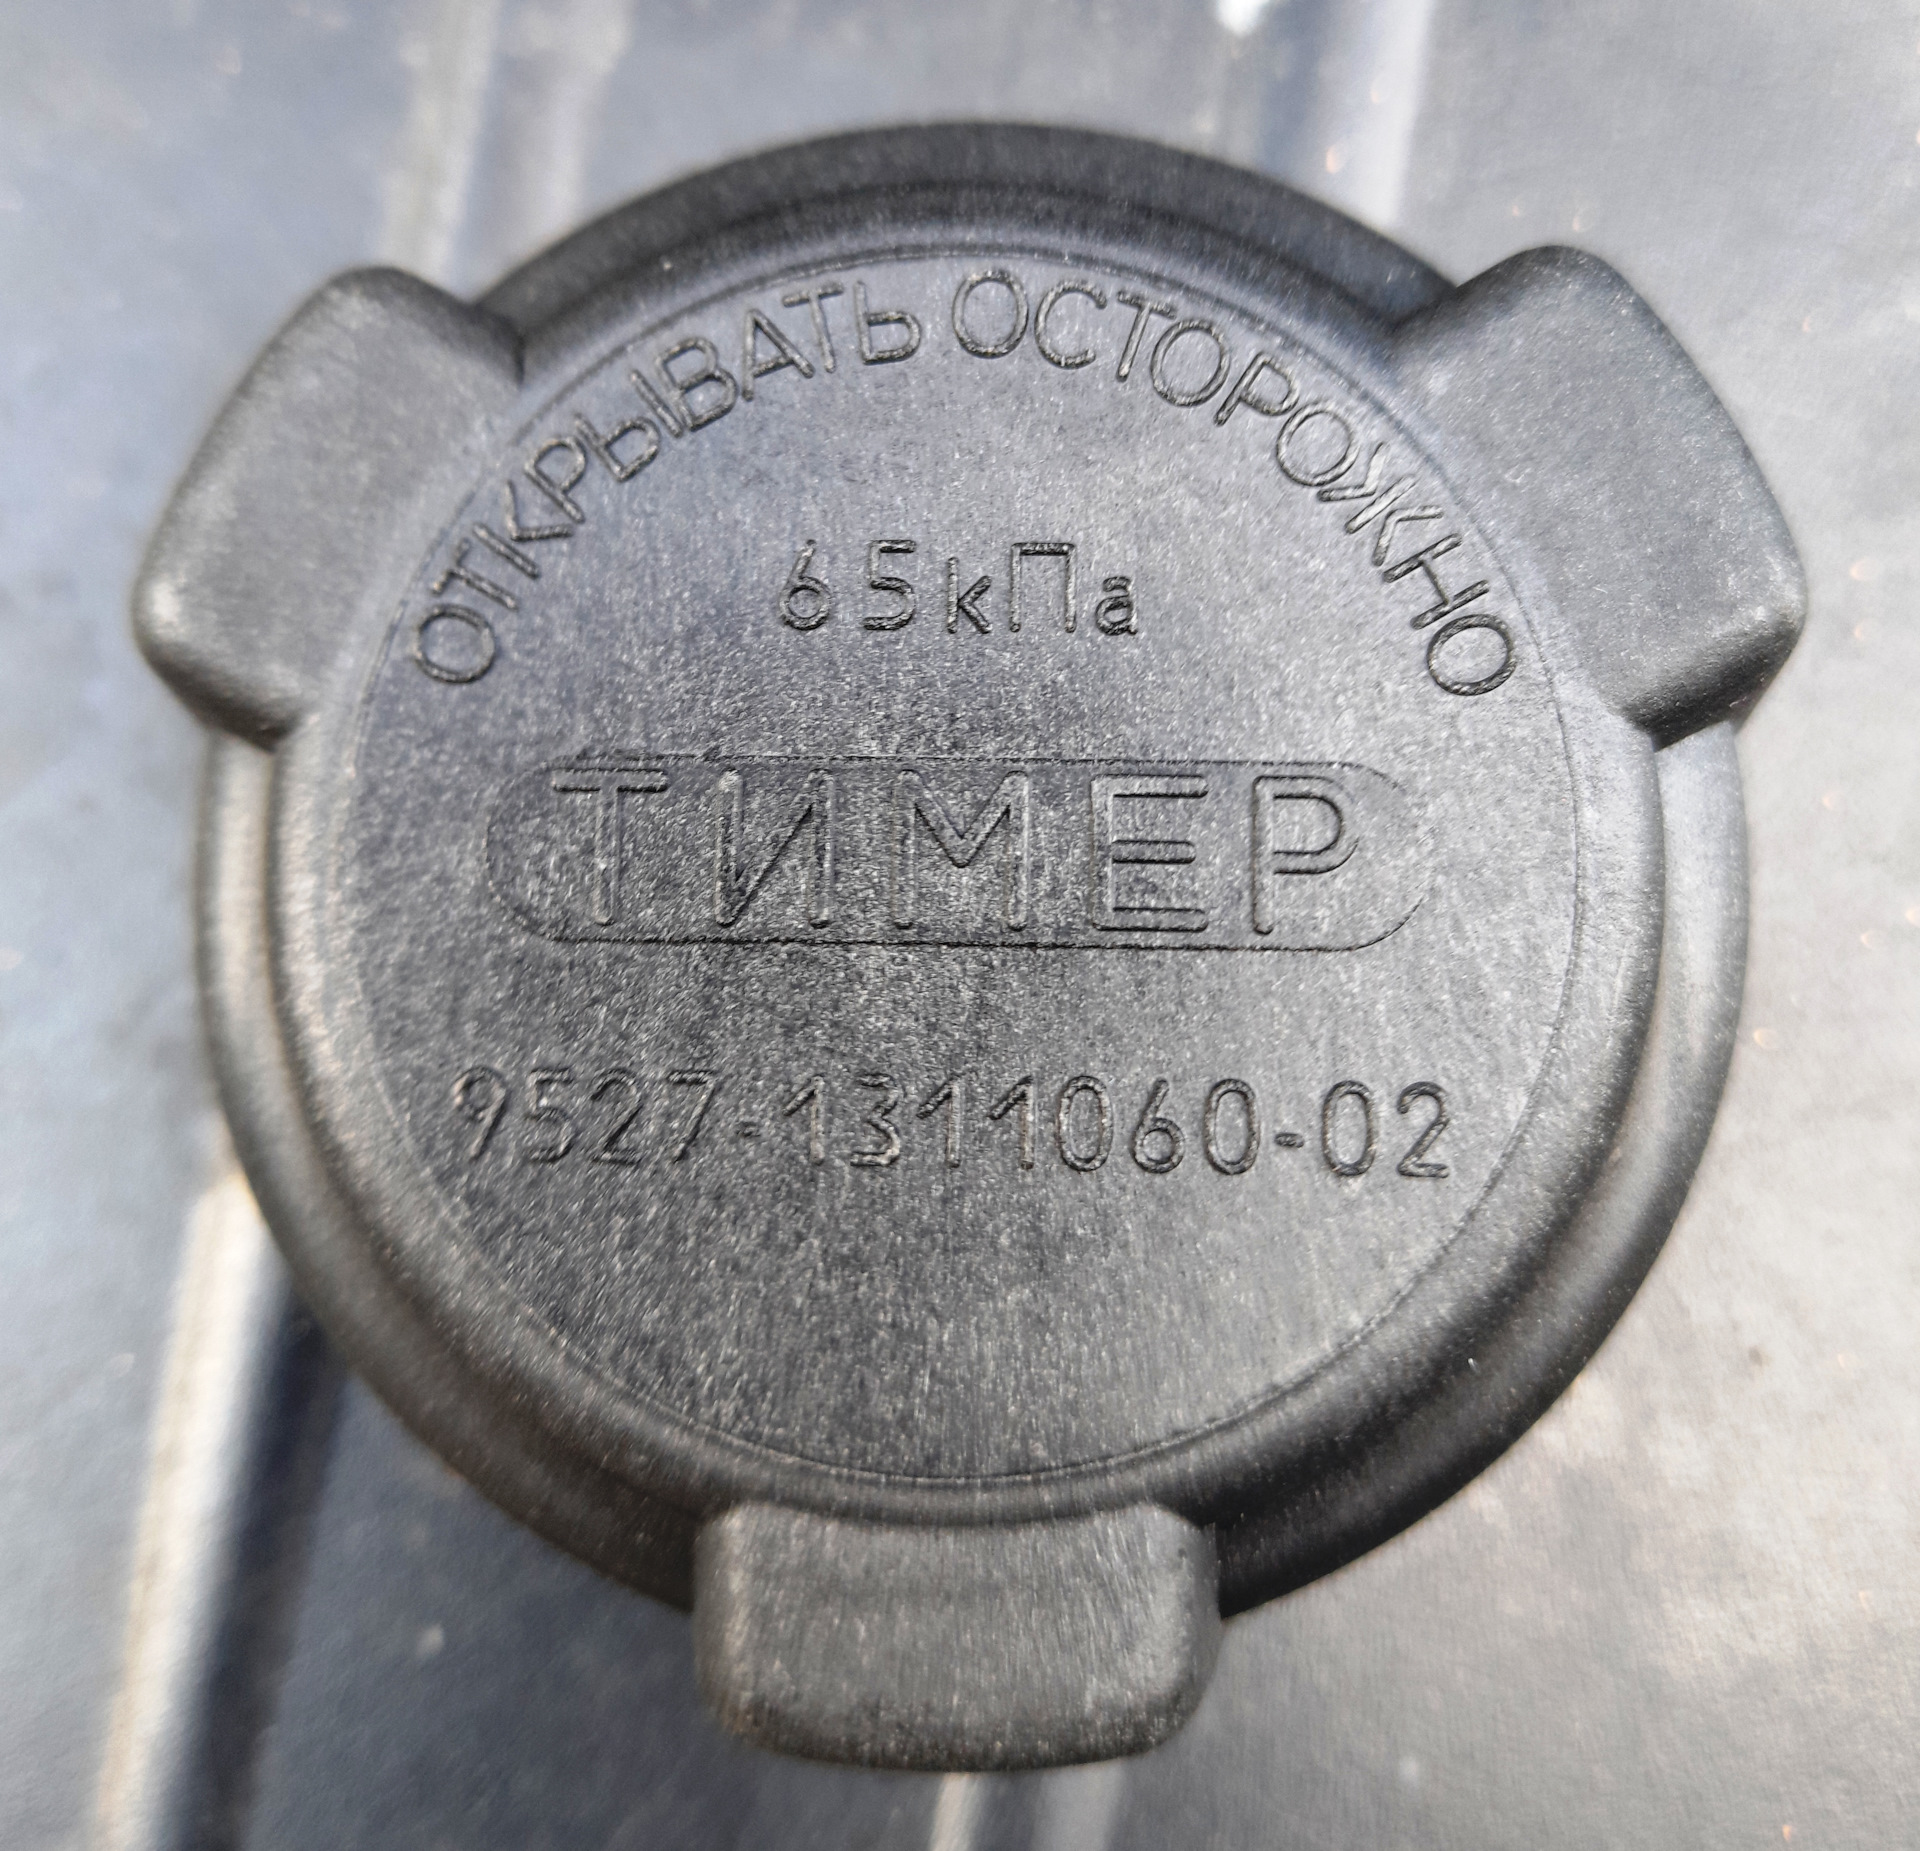 ОТКРЫВАТЬ ОСТОРОЖНО
65кПа
ТИМЕР
9527-1311060-02